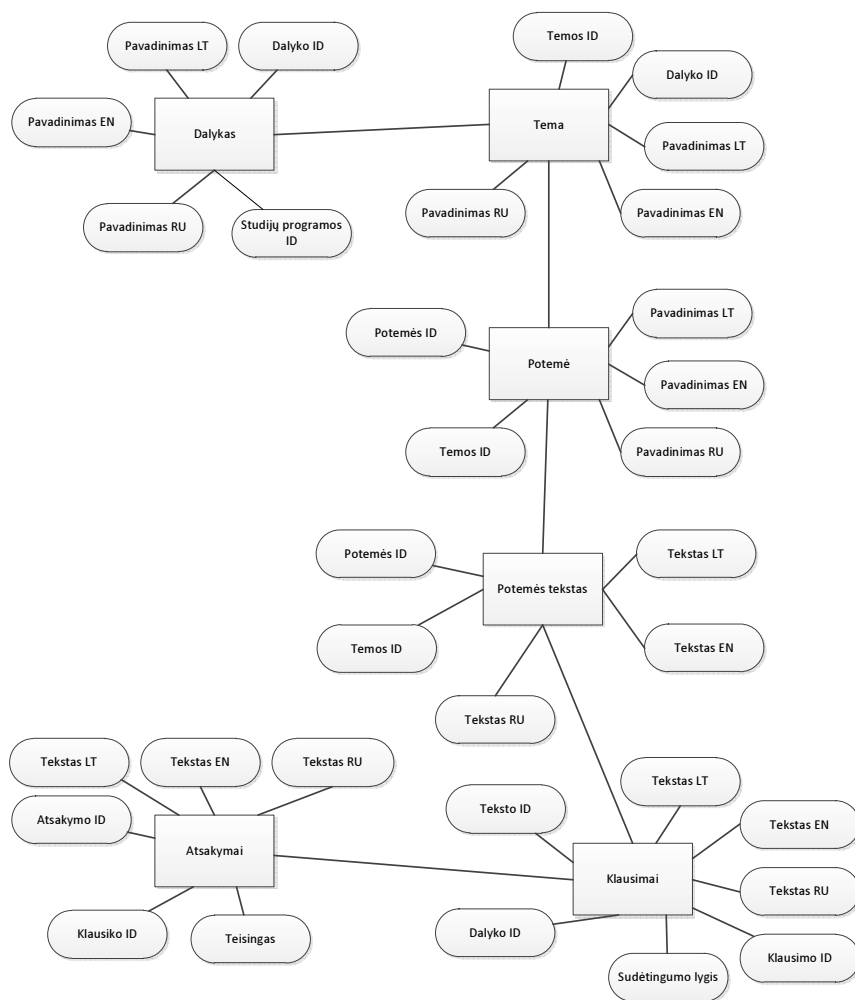 Temos ID
Pavadinimas LT
Dalyko ID
Dalyko ID
Pavadinimas EN
Dalykas
Tema
Pavadinimas LT
Pavadinimas RU
Studijų programos
ID
Pavadinimas RU
Pavadinimas EN
Pavadinimas LT
Potemės ID
Potemė
Pavadinimas EN
Temos ID
Pavadinimas RU
Potemės ID
Tekstas LT
Potemės tekstas
Temos ID
Tekstas EN
Tekstas RU
Tekstas LT
Tekstas EN
Tekstas RU
Tekstas LT
Atsakymo ID
Teksto ID
Tekstas EN
Atsakymai
Klausimai
Tekstas RU
Klausiko ID
Teisingas
Dalyko ID
Klausimo ID
Sudėtingumo lygis